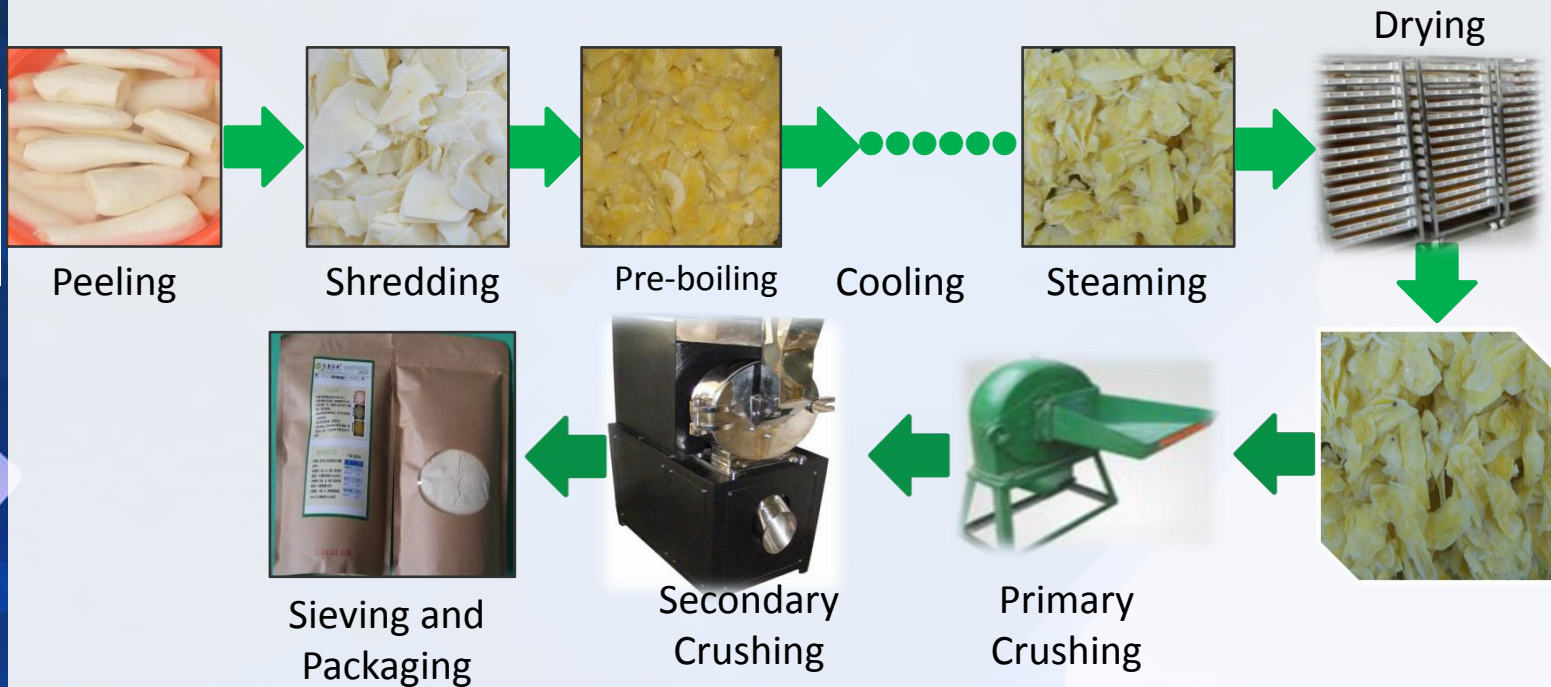 Drying
Peeling
Shredding
Pre-boiling
Cooling
Steaming
Sieving and
Packaging
Secondary
Crushing
Primary
Crushing